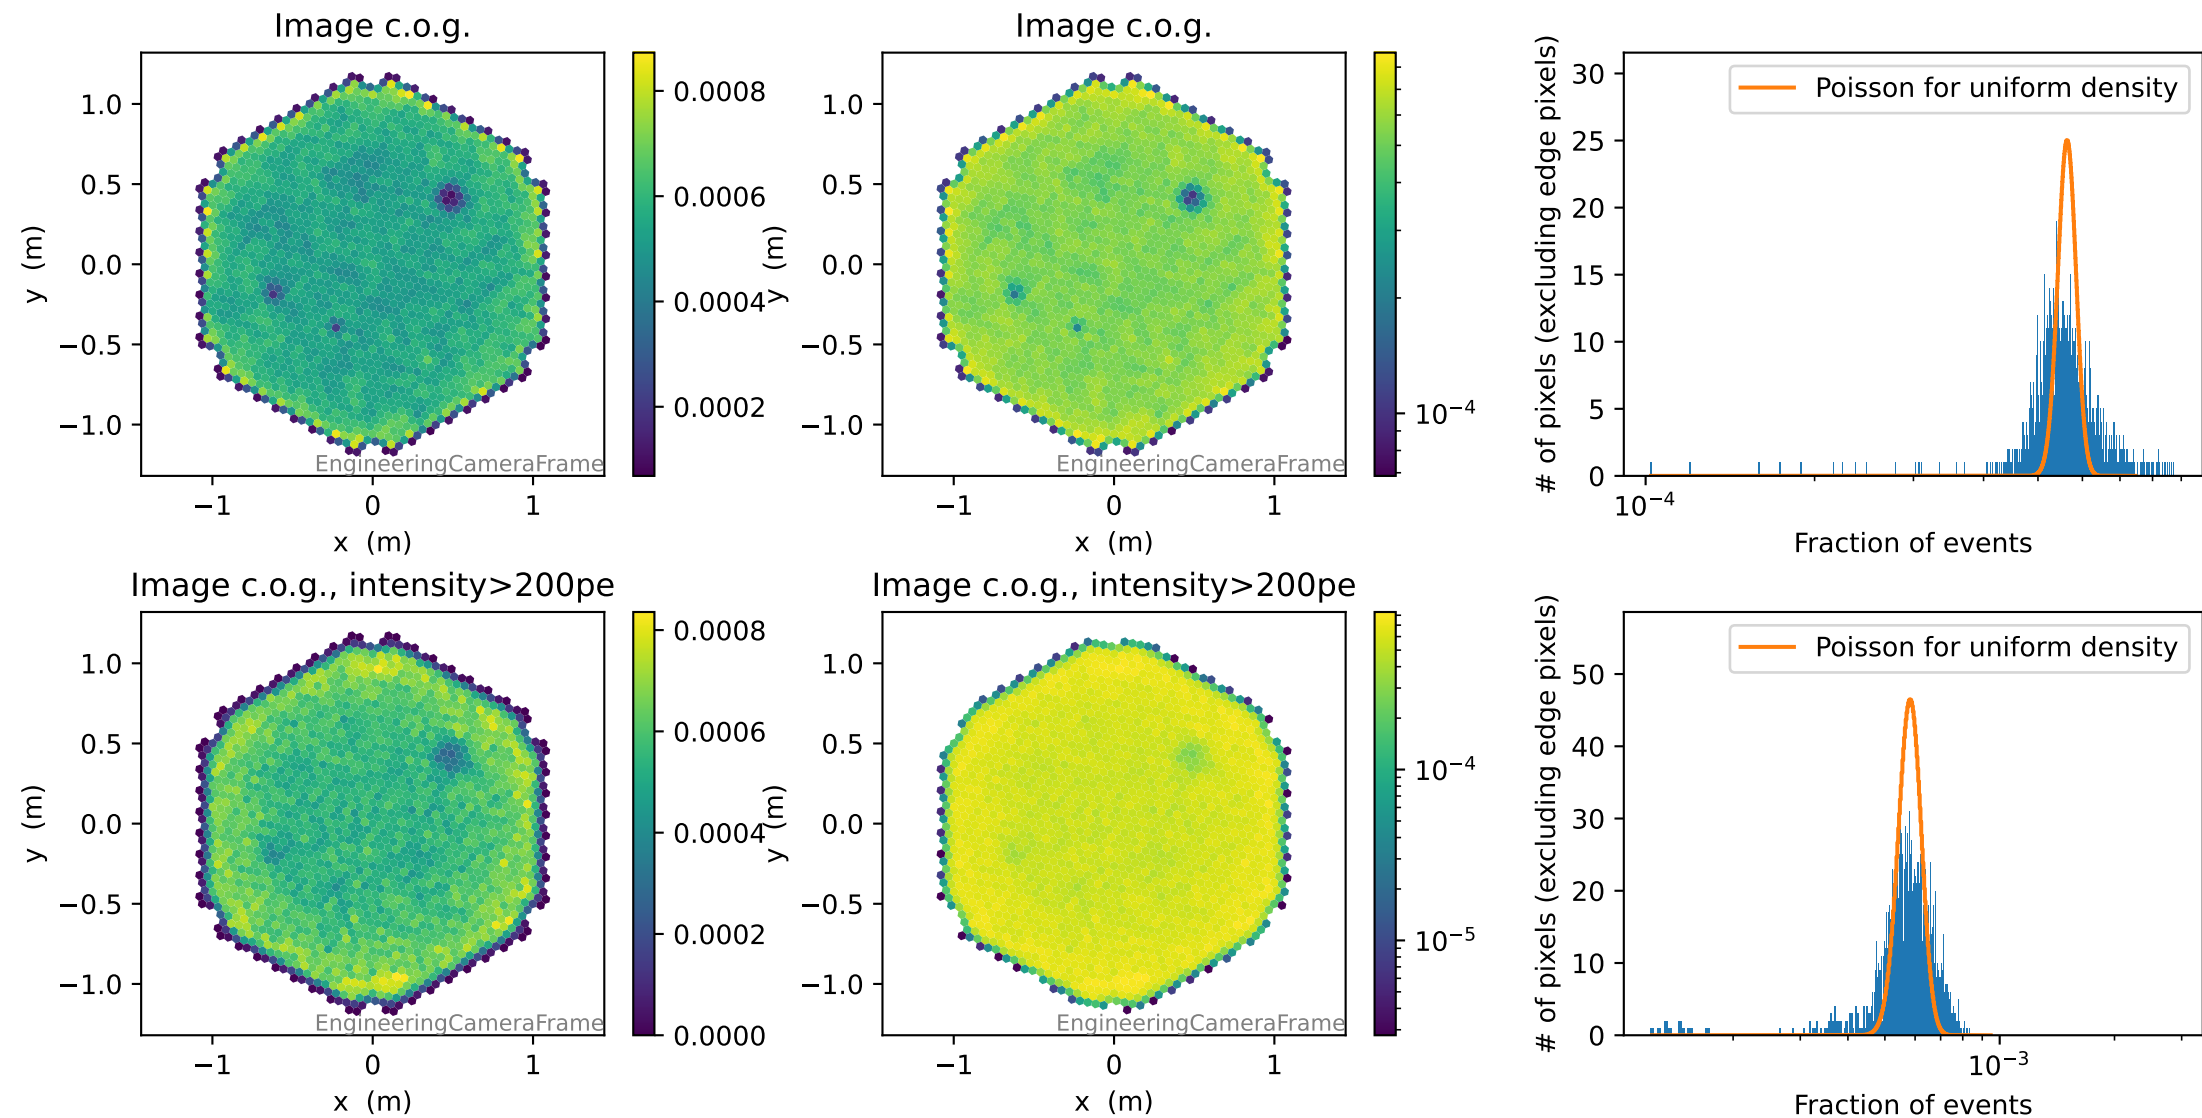 Image c.o.g.
1.0
0.5
0.0
−0.5
−1.0
y (m)
−1
0
1
x (m)
EngineeringCameraFrame
0.0008
0.0006
0.0004
0.0002
Image c.o.g.
1.0
0.5
0.0
−0.5
−1.0
y (m)
−1
0
1
x (m)
EngineeringCameraFrame
10⁻⁴
# of pixels (excluding edge pixels)
30
25
20
15
10
5
0
Poisson for uniform density
10⁻⁴
Fraction of events
Image c.o.g., intensity>200pe
1.0
0.5
0.0
−0.5
−1.0
y (m)
−1
0
1
x (m)
EngineeringCameraFrame
0.0008
0.0006
0.0004
0.0002
0.0000
Image c.o.g., intensity>200pe
1.0
0.5
0.0
−0.5
−1.0
y (m)
−1
0
1
x (m)
EngineeringCameraFrame
10⁻⁴
10⁻⁵
# of pixels (excluding edge pixels)
50
40
30
20
10
0
Poisson for uniform density
10⁻³
Fraction of events